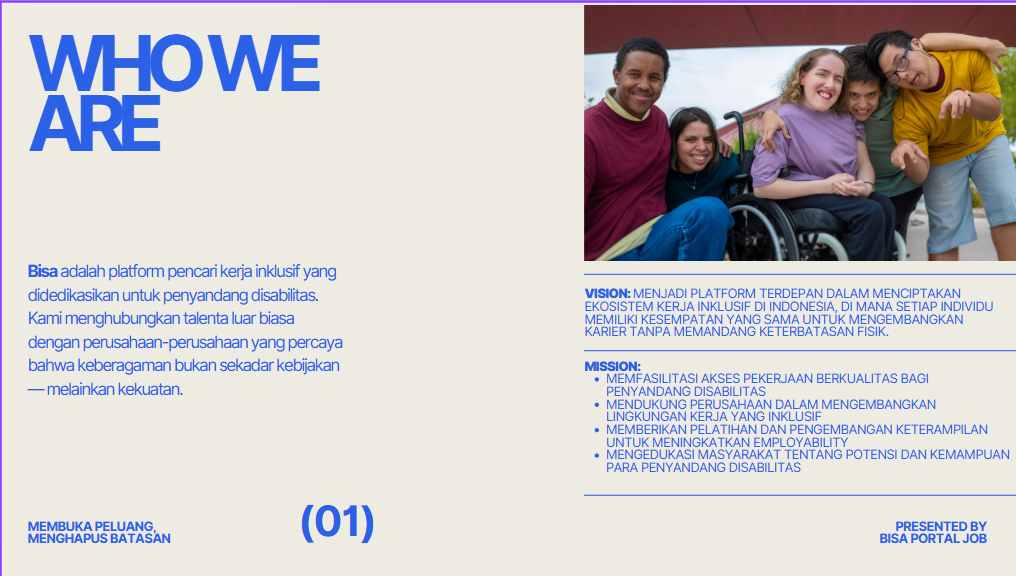 WHO WE
ARE
Bisa adalah platform pencari kerja inklusif yang
didedikasikan untuk penyandang disabilitas.
Kami menghubungkan talenta luar biasa
dengan perusahaan-perusahaan yang percaya
bahwa keberagaman bukan sekadar kebijakan
— melainkan kekuatan.
VISION: MENJADI PLATFORM TERDEPAN DALAM MENCIPTAKAN
EKOSISTEM KERJA INKLUSIF DI INDONESIA, DI MANA SETIAP INDIVIDU
MEMILIKI KESEMPATAN YANG SAMA UNTUK MENGEMBANGKAN
KARIER TANPA MEMANDANG KETERBATASAN FISIK.
MISSION:
• MEMFASILITASI AKSES PEKERJAAN BERKUALITAS BAGI
PENYANDANG DISABILITAS
• MENDUKUNG PERUSAHAAN DALAM MENGEMBANGKAN
LINGKUNGAN KERJA YANG INKLUSIF
• MEMBERIKAN PELATIHAN DAN PENGEMBANGAN KETERAMPILAN
UNTUK MENINGKATKAN EMPLOYABILITY
• MENGEDUKASI MASYARAKAT TENTANG POTENSI DAN KEMAMPUAN
PARA PENYANDANG DISABILITAS
MEMBUKA PELUANG,
MENGHAPUS BATASAN
(01)
PRESENTED BY
BISA PORTAL JOB